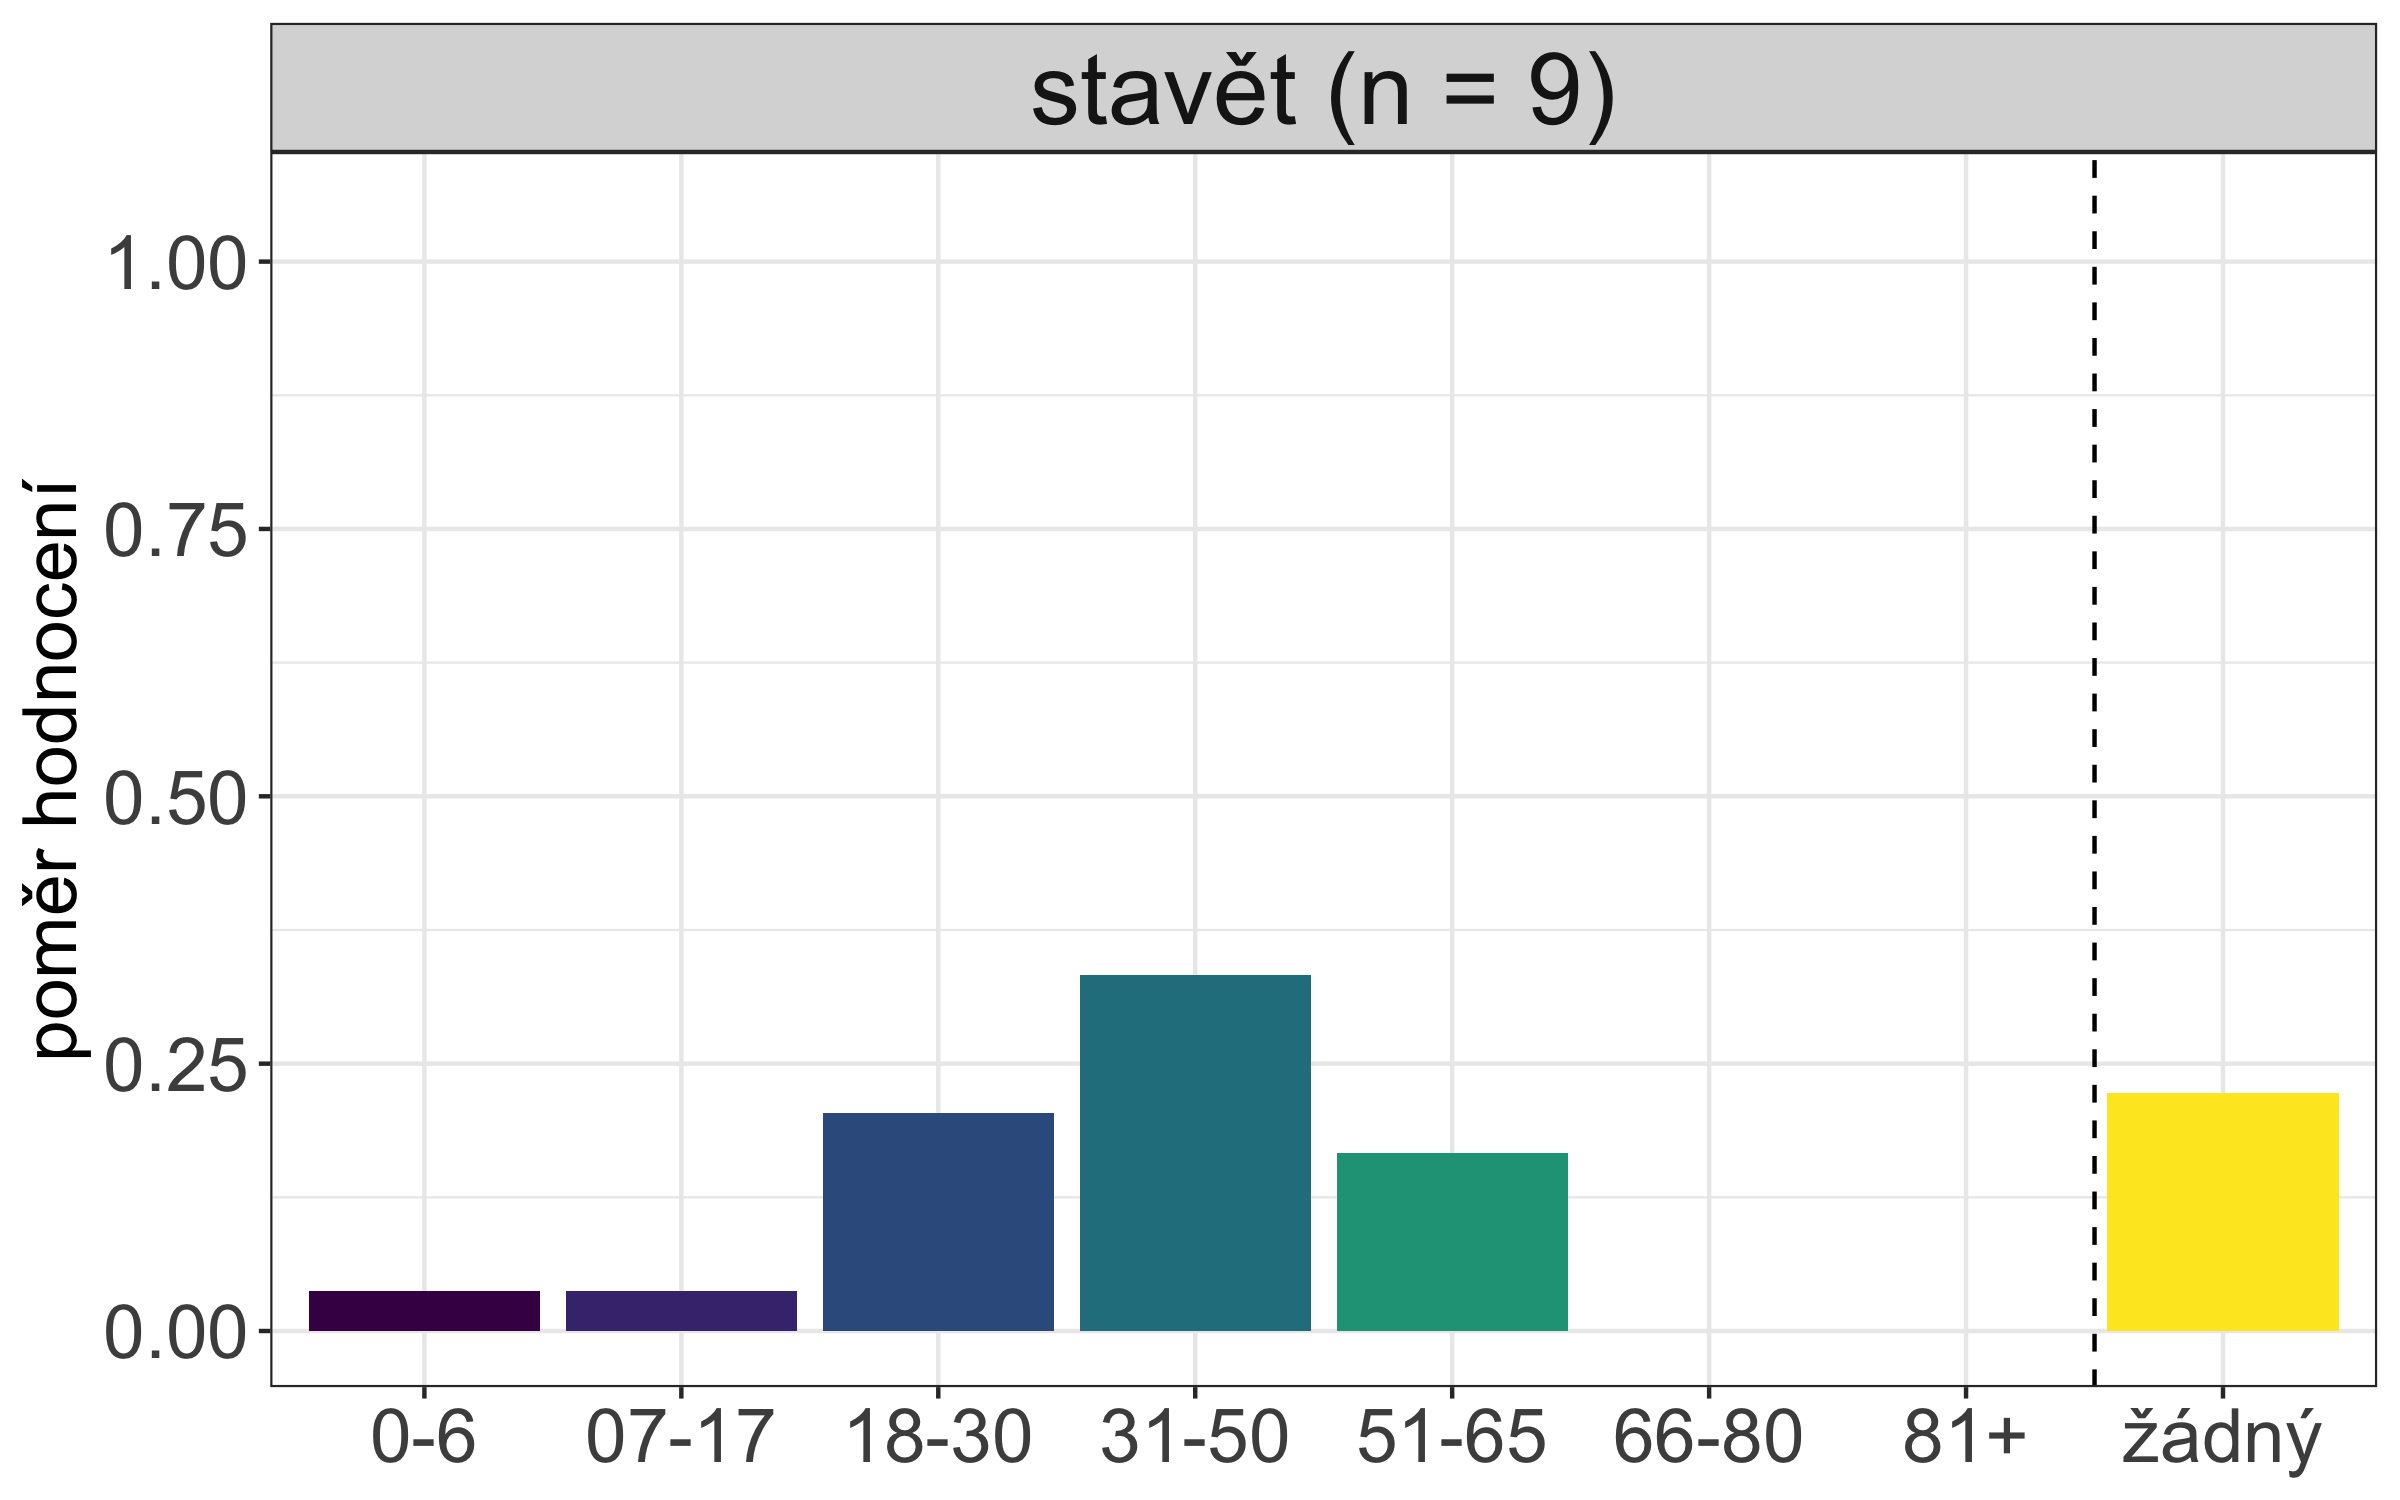 stavět (n = 9)
poměr hodnocení
1.00
0.75
0.50
0.25
0.00
0-6 07-17 18-30 31-50 51-65 66-80 81+ žádný